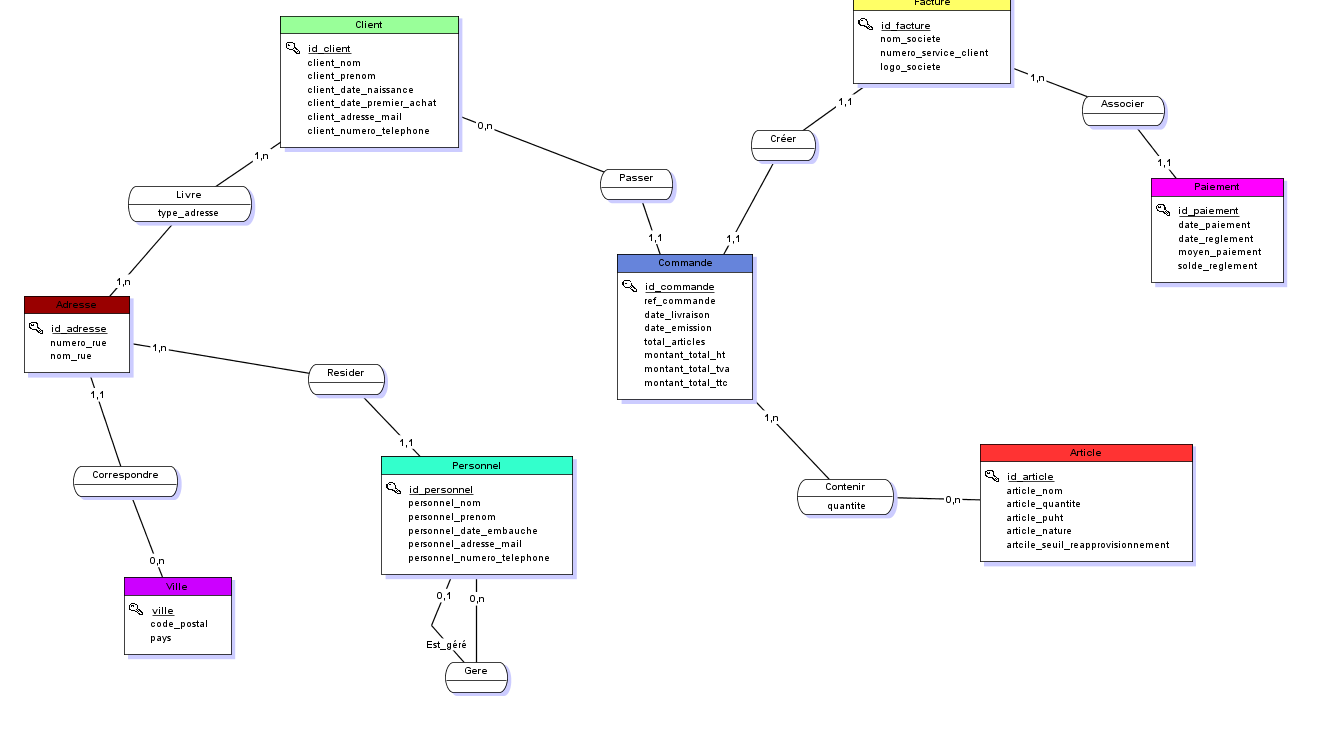 Client
id_client
client_nom
client_prenom
client_date_naissance
client_date_premier_achat
client_adresse_mail
client_numero_telephone
Facture
id_facture
nom_societe
numero_service_client
logo_societe
1,n
Associer
1,1
Paiement
id_paiement
date_paiement
date_reglement
moyen_paiement
solde_reglement
1,1
Créer
1,1
0,n
Passer
1,1
1,n
Livre
type_adresse
1,n
Commande
id_commande
ref_commande
date_livraison
date_emission
total_articles
montant_total_ht
montant_total_tva
montant_total_ttc
Adresse
id_adresse
numero_rue
nom_rue
1,n
Resider
1,1
1,1
Correspondre
0,n
Ville
ville
code_postal
pays
Personnel
id_personnel
personnel_nom
personnel_prenom
personnel_date_embauche
personnel_adresse_mail
personnel_numero_telephone
0,1
0,n
Est_géré
Gere
1,n
Contenir
quantite
0,n
Article
id_article
article_nom
article_quantite
article_puht
article_nature
artcile_seuil_reapprovisionnement